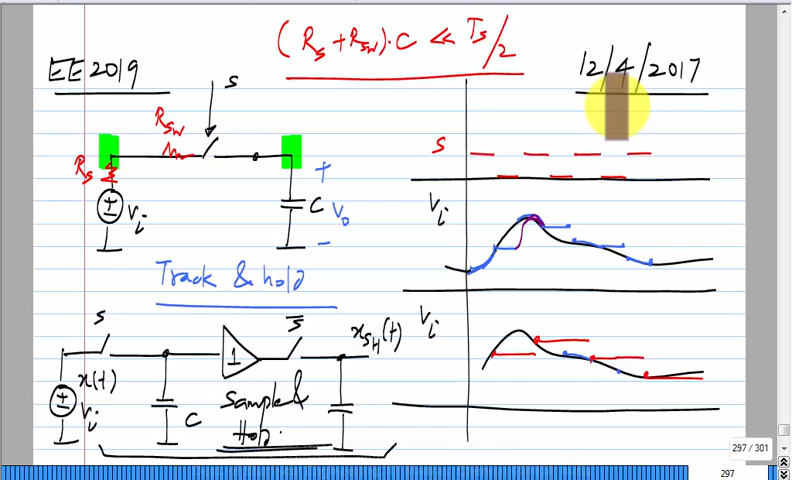 (Rs + Rsw) · C ≪ Ts/2
EE2019
12/4/2017
S
Rsw
Rs
S
+
Vi
C
Vo
-
Vi
Track & hold
S
S̅
xSH(t)
Vi
1
x(t)
Vi
C
Sample &
Hold.
297 / 301
297